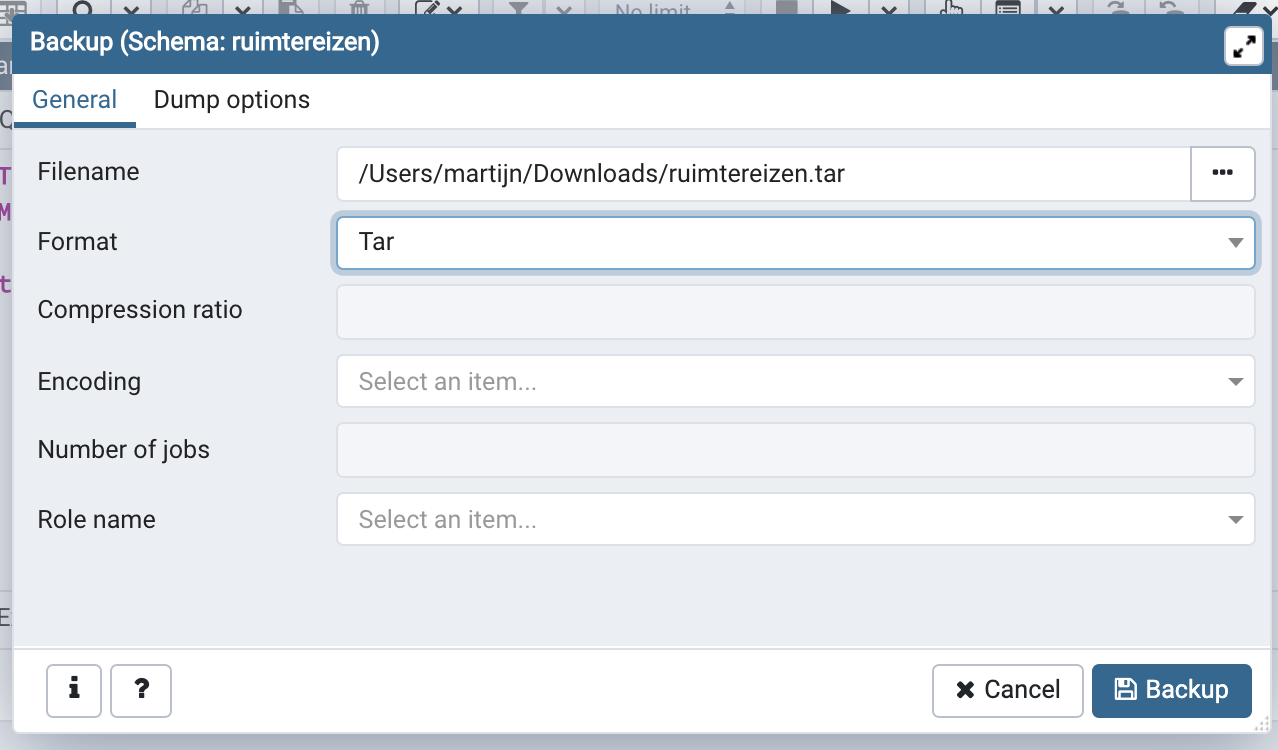 No limit
Backup (Schema: ruimtereizen)
General Dump options
Filename /Users/martijn/Downloads/ruimtereizen.tar ...
Format Tar
Compression ratio
Encoding Select an item...
Number of jobs
Role name Select an item...
i ? Cancel Backup